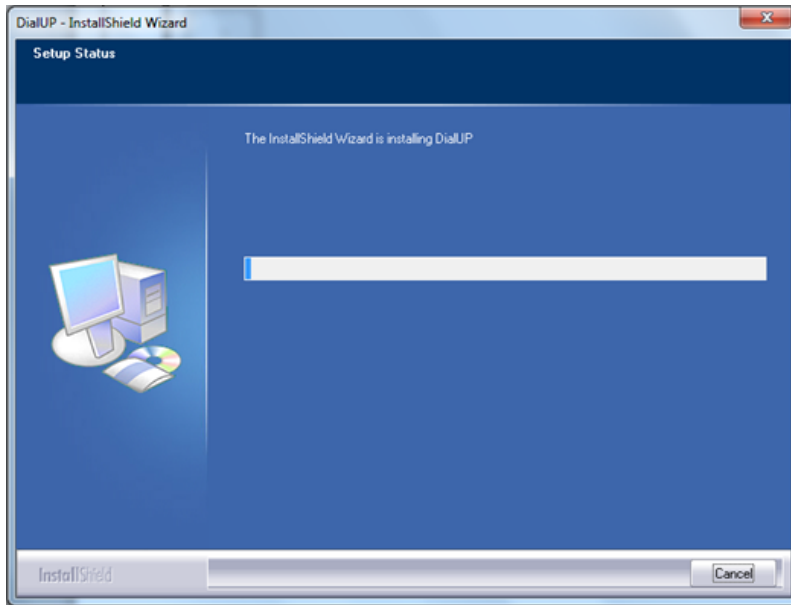 DialUP - InstallShield Wizard
Setup Status
The InstallShield Wizard is installing DialUP
InstallShield
Cancel